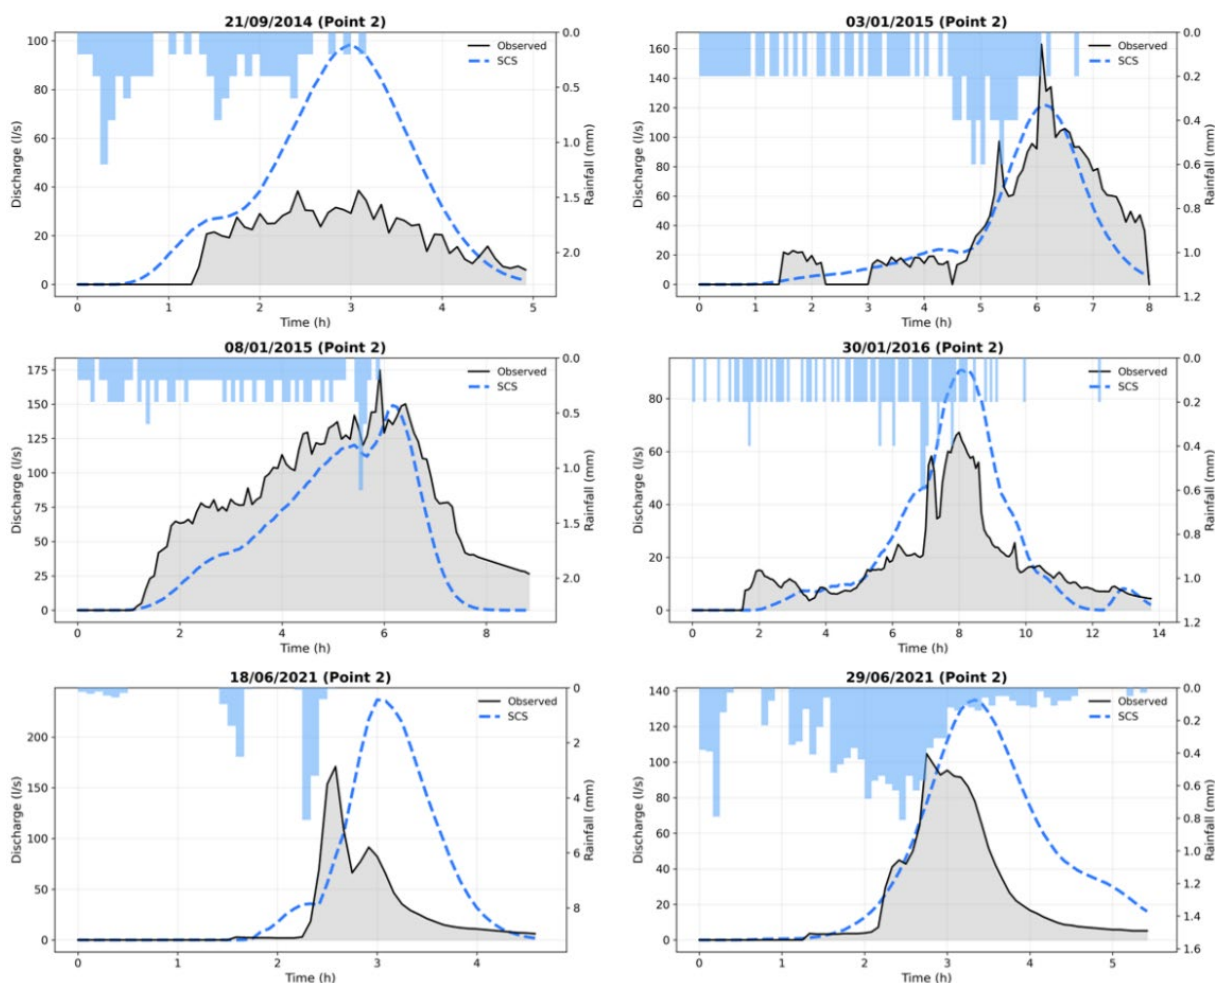 21/09/2014 (Point 2)
Observed
SCS
100
80
60
40
20
0
Discharge (l/s)
0.0
0.5
1.0
1.5
2.0
Rainfall (mm)
0 1 2 3 4 5
Time (h)
03/01/2015 (Point 2)
Observed
SCS
160
140
120
100
80
60
40
20
0
Discharge (l/s)
0.0
0.2
0.4
0.6
0.8
1.0
1.2
Rainfall (mm)
0 1 2 3 4 5 6 7 8
Time (h)
08/01/2015 (Point 2)
Observed
SCS
175
150
125
100
75
50
25
0
Discharge (l/s)
0.0
0.5
1.0
1.5
2.0
Rainfall (mm)
0 2 4 6 8
Time (h)
30/01/2016 (Point 2)
Observed
SCS
80
60
40
20
0
Discharge (l/s)
0.0
0.2
0.4
0.6
0.8
1.0
1.2
Rainfall (mm)
0 2 4 6 8 10 12 14
Time (h)
18/06/2021 (Point 2)
Observed
SCS
200
150
100
50
0
Discharge (l/s)
0
2
4
6
8
Rainfall (mm)
0 1 2 3 4
Time (h)
29/06/2021 (Point 2)
Observed
SCS
140
120
100
80
60
40
20
0
Discharge (l/s)
0.0
0.2
0.4
0.6
0.8
1.0
1.2
1.4
1.6
Rainfall (mm)
0 1 2 3 4 5
Time (h)